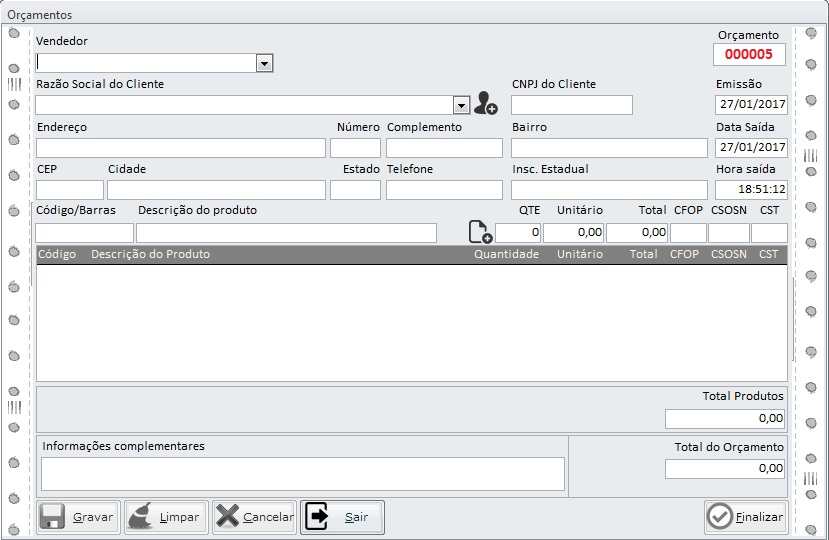 Orçamentos
Vendedor
Orçamento
000005
Razão Social do Cliente CNPJ do Cliente Emissão
27/01/2017
Endereço Número Complemento Bairro Data Saída
27/01/2017
CEP Cidade Estado Telefone Insc. Estadual Hora saída
18:51:12
Código/Barras Descrição do produto QTE Unitário Total CFOP CSOSN CST
0 0,00 0,00
Código Descrição do Produto Quantidade Unitário Total CFOP CSOSN CST
Total Produtos
0,00
Informações complementares Total do Orçamento
0,00
Gravar Limpar Cancelar Sair Finalizar